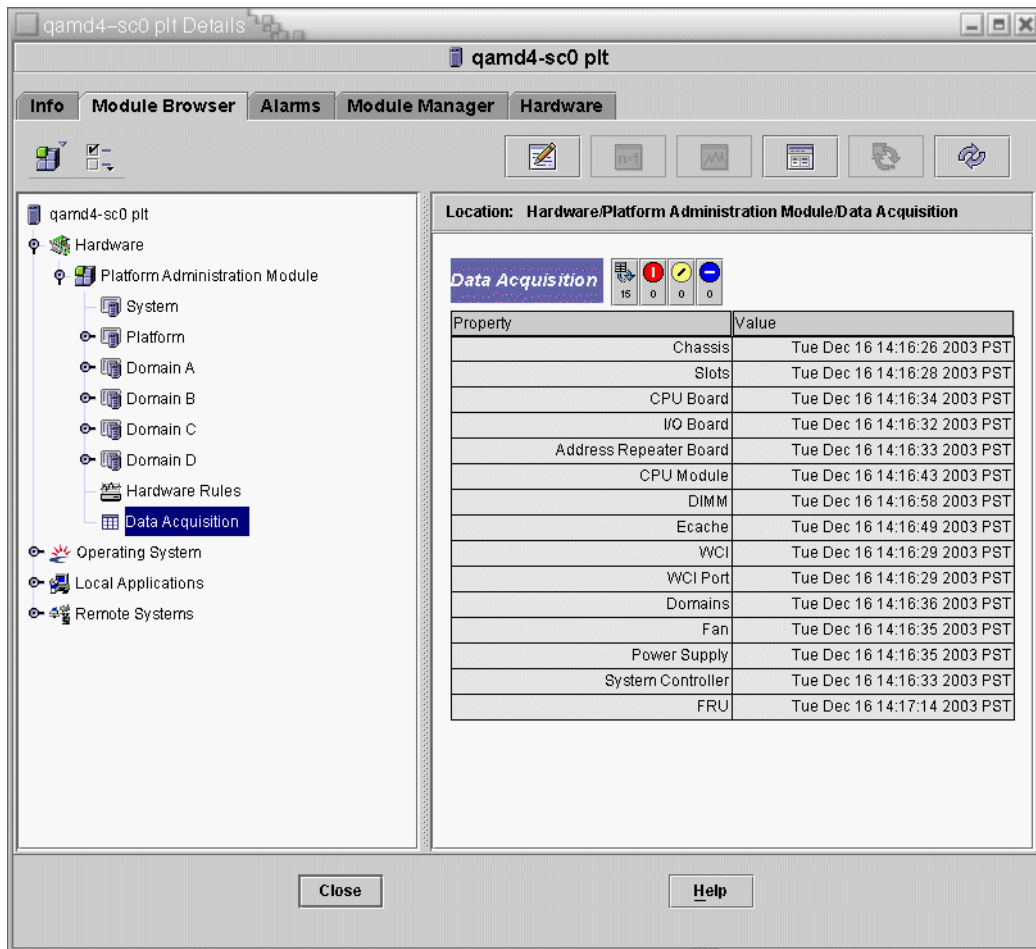 qamd4-sc0 plt Details
qamd4-sc0 plt
Info Module Browser Alarms Module Manager Hardware
n=1
qamd4-sc0 plt
Hardware
Platform Administration Module
System
Platform
Domain A
Domain B
Domain C
Domain D
Hardware Rules
Data Acquisition
Operating System
Local Applications
Remote Systems
Location: Hardware/Platform Administration Module/Data Acquisition
Data Acquisition 15 0 0 0
Property Value
Chassis Tue Dec 16 14:16:26 2003 PST
Slots Tue Dec 16 14:16:28 2003 PST
CPU Board Tue Dec 16 14:16:34 2003 PST
I/O Board Tue Dec 16 14:16:32 2003 PST
Address Repeater Board Tue Dec 16 14:16:33 2003 PST
CPU Module Tue Dec 16 14:16:43 2003 PST
DIMM Tue Dec 16 14:16:58 2003 PST
Ecache Tue Dec 16 14:16:49 2003 PST
WCI Tue Dec 16 14:16:29 2003 PST
WCI Port Tue Dec 16 14:16:29 2003 PST
Domains Tue Dec 16 14:16:36 2003 PST
Fan Tue Dec 16 14:16:35 2003 PST
Power Supply Tue Dec 16 14:16:35 2003 PST
System Controller Tue Dec 16 14:16:33 2003 PST
FRU Tue Dec 16 14:17:14 2003 PST
Close Help